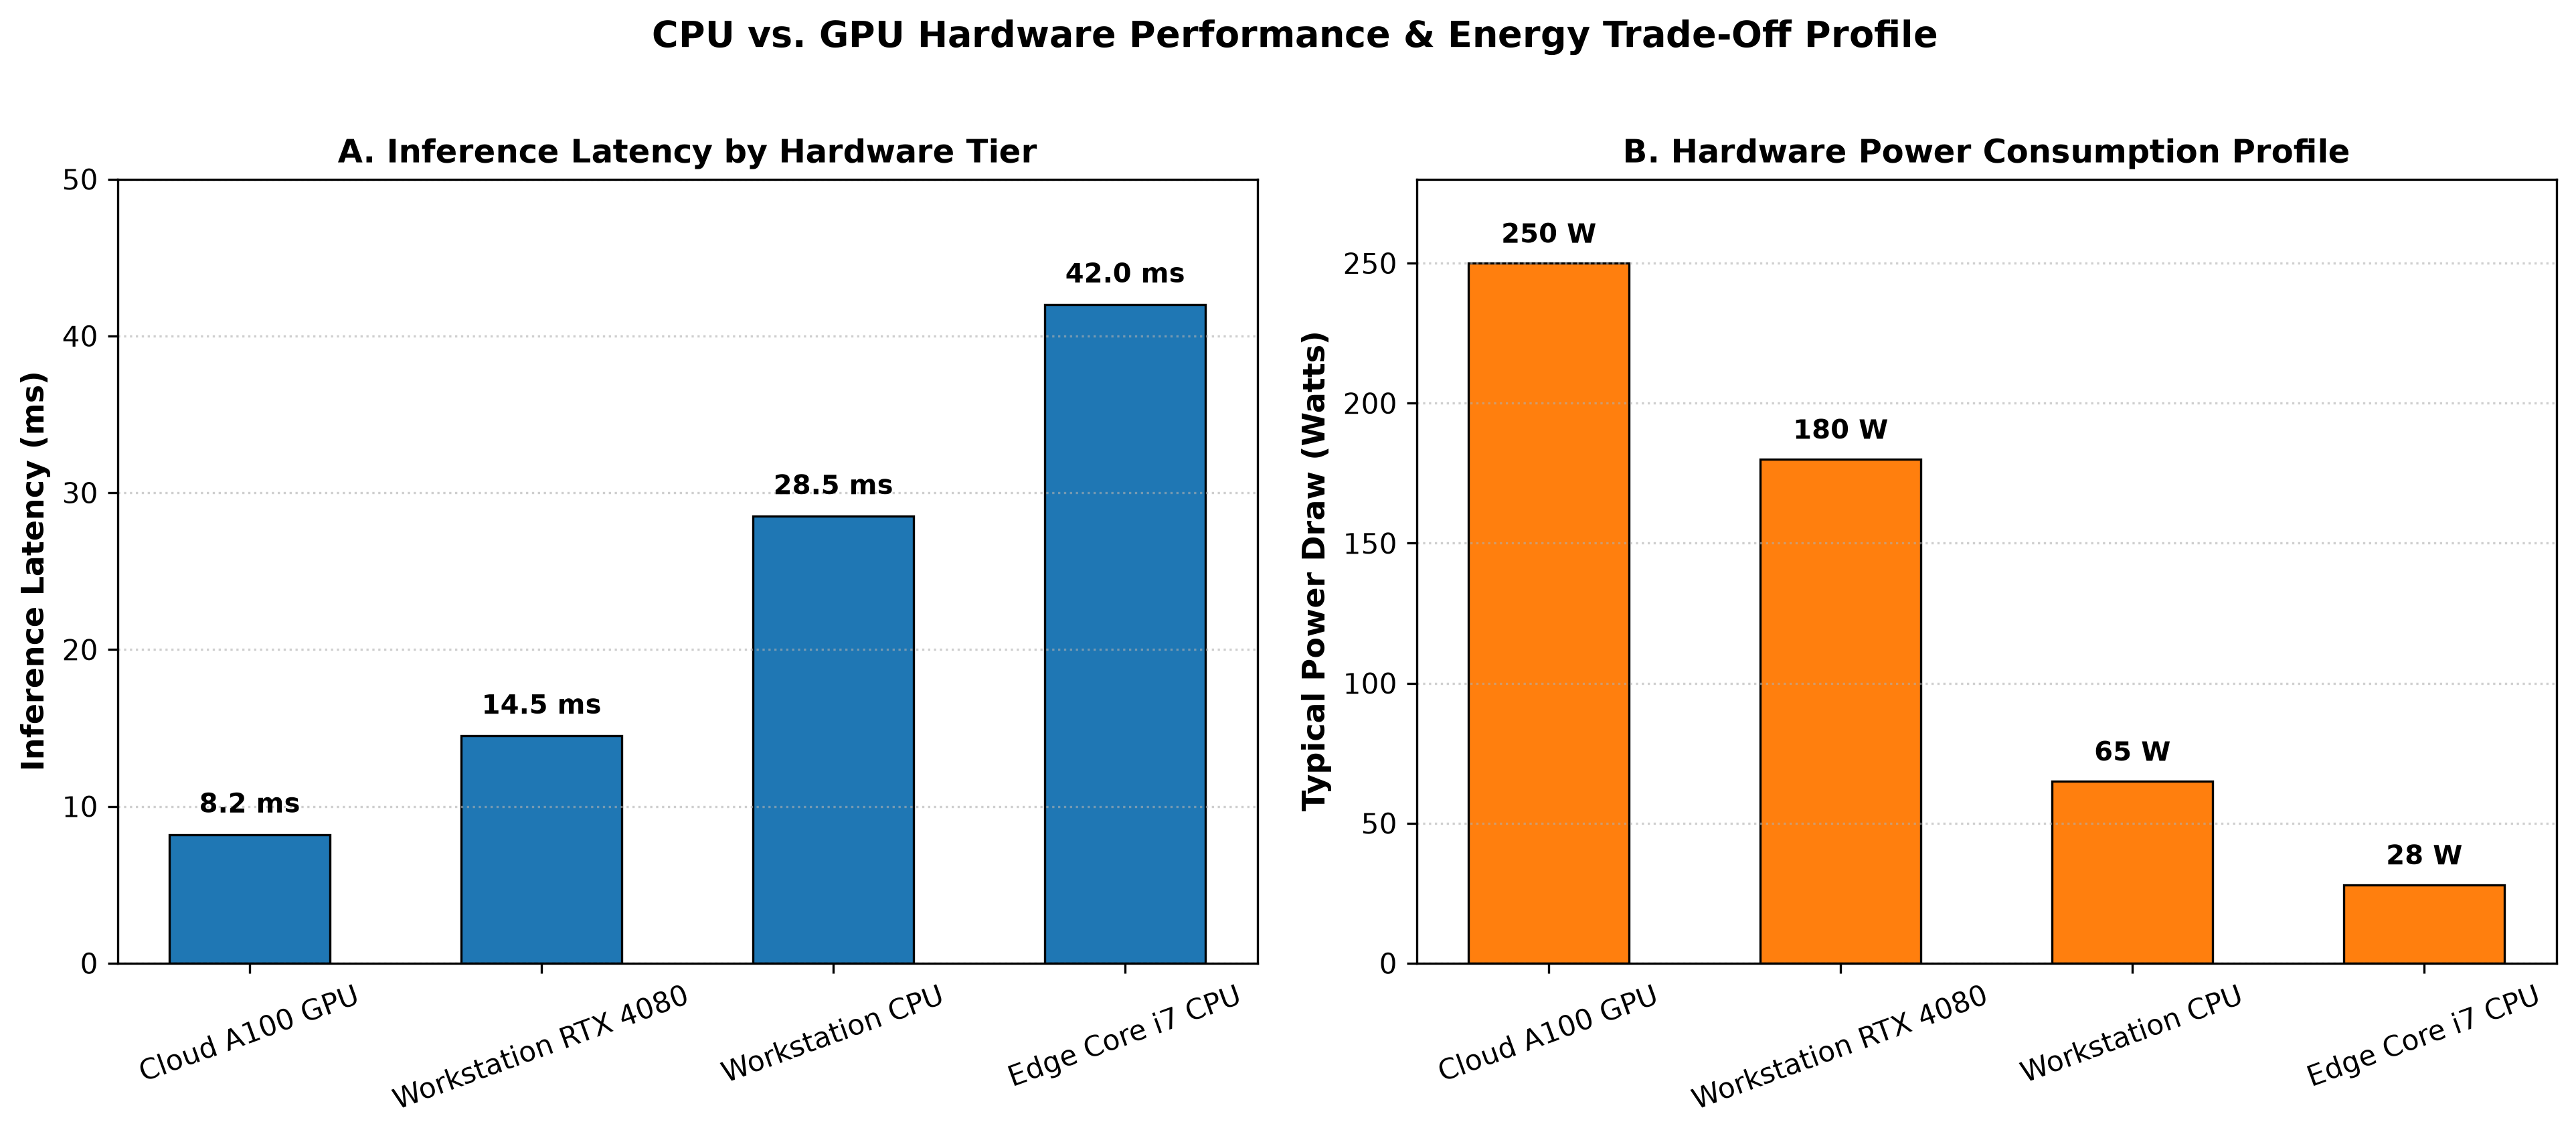 CPU vs. GPU Hardware Performance & Energy Trade-Off Profile
A. Inference Latency by Hardware Tier
Inference Latency (ms)
50
40
30
20
10
0
8.2 ms
14.5 ms
28.5 ms
42.0 ms
Cloud A100 GPU
Workstation RTX 4080
Workstation CPU
Edge Core i7 CPU
B. Hardware Power Consumption Profile
Typical Power Draw (Watts)
250
200
150
100
50
0
250 W
180 W
65 W
28 W
Cloud A100 GPU
Workstation RTX 4080
Workstation CPU
Edge Core i7 CPU